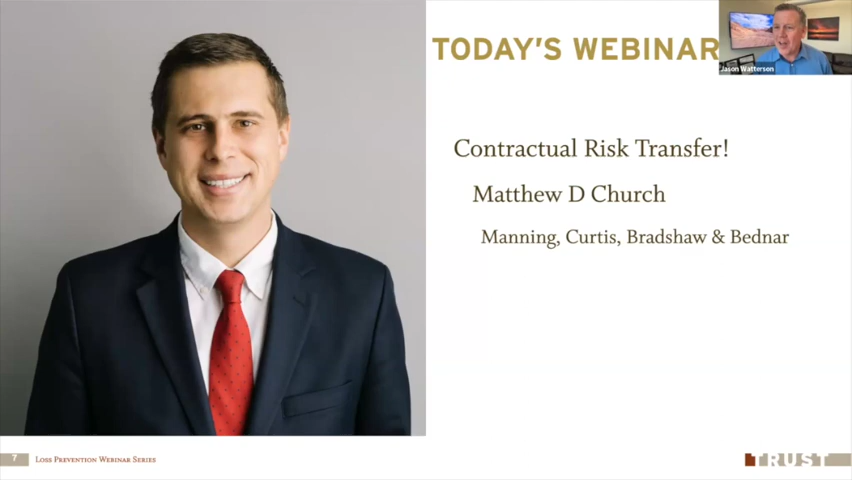 TODAY'S WEBINAR
Jason Watterson
Contractual Risk Transfer!
Matthew D Church
Manning, Curtis, Bradshaw & Bednar
7
LOSS PREVENTION WEBINAR SERIES
TRUST